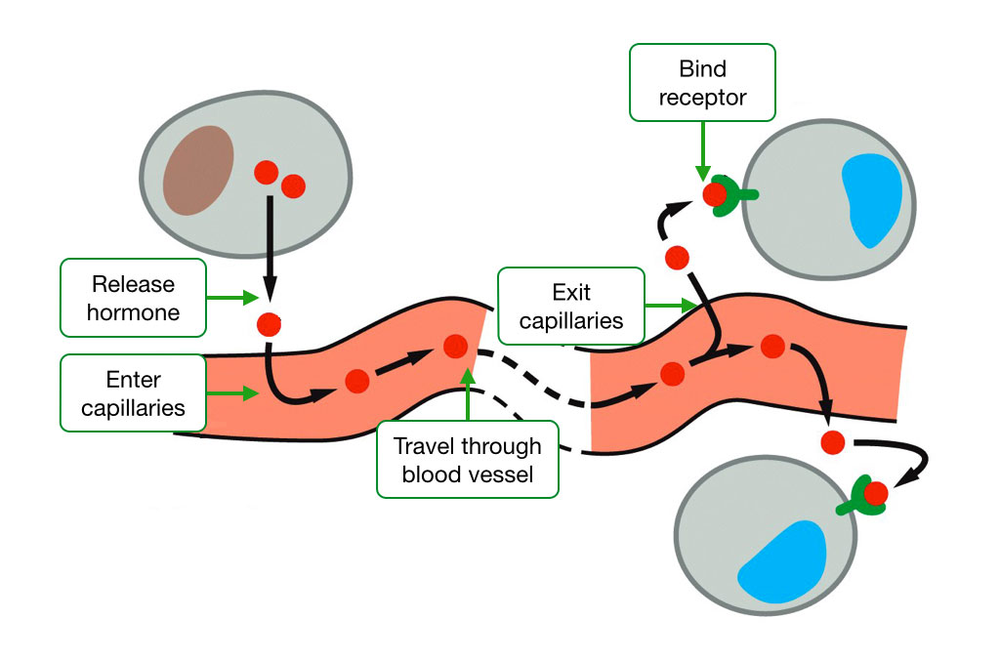 Bind
receptor
Release
hormone
Exit
capillaries
Enter
capillaries
Travel through
blood vessel